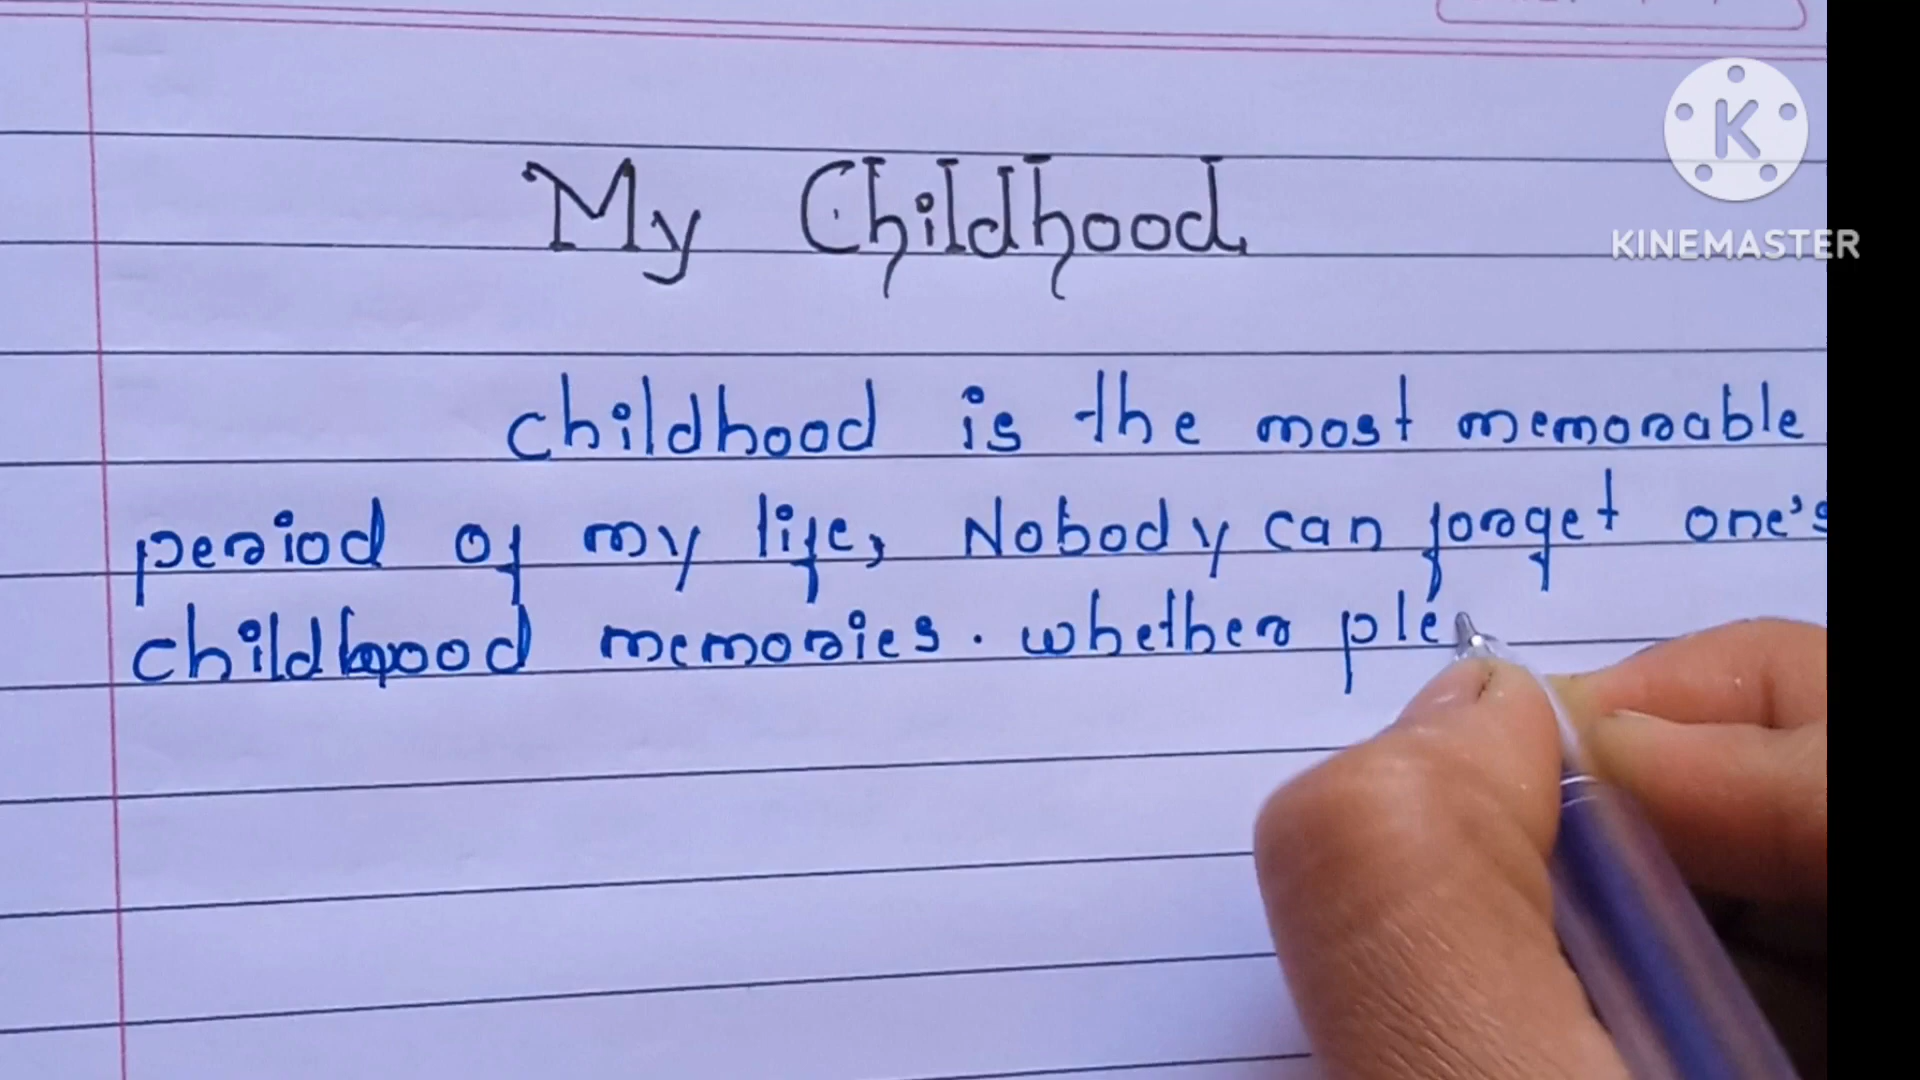 KINEMASTER
My Childhood
childhood is the most memorable
period of my life, Nobody can forget one's
childhood memories. whether ple